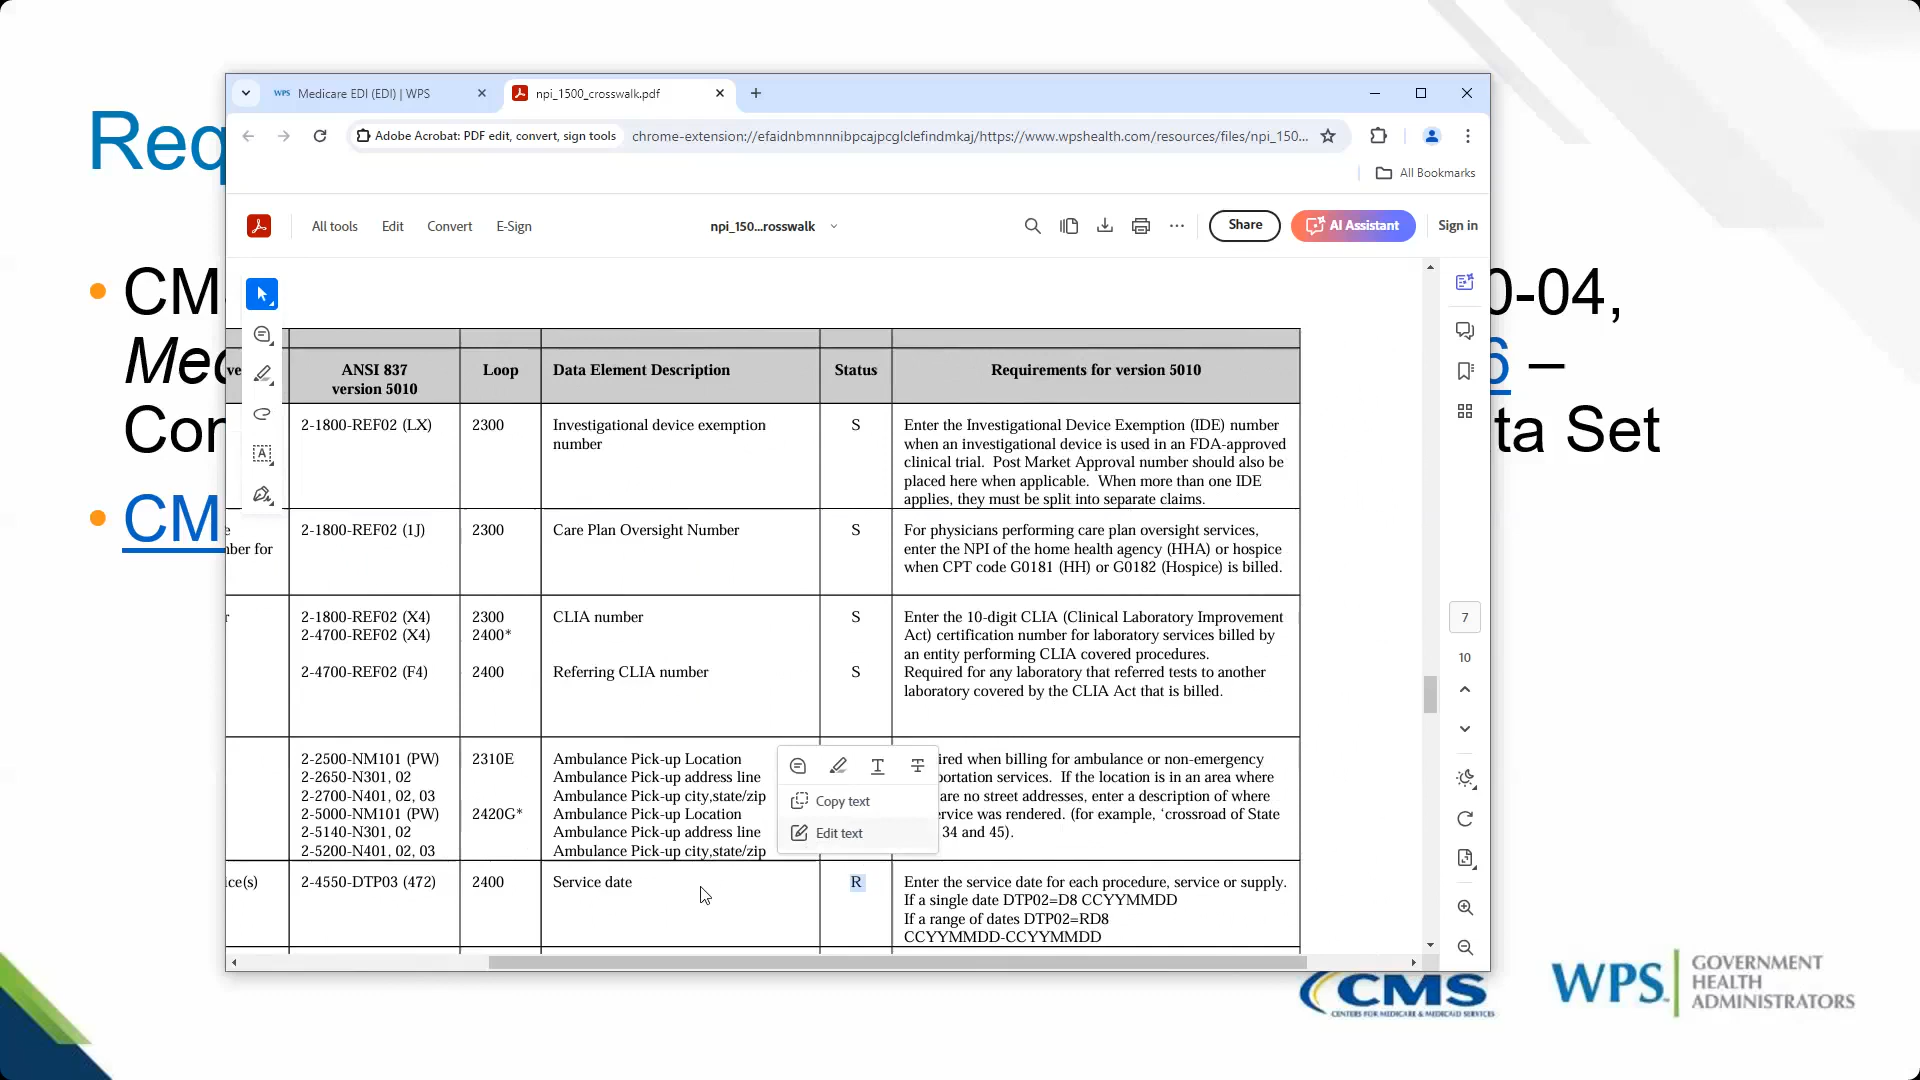 Medicare EDI (EDI) | WPS
npi_1500_crosswalk.pdf
Adobe Acrobat: PDF edit, convert, sign tools
chrome-extension://efaidnbmnnnibpcajpcglclefindmkaj/https://www.wpshealth.com/resources/files/npi_150...
All Bookmarks
All tools
Edit
Convert
E-Sign
npi_150...rosswalk
Share
AI Assistant
Sign in
Req
CM
0-04,
Med
6 –
Con
ta Set
CM
ve
ANSI 837
version 5010
Loop
Data Element Description
Status
Requirements for version 5010
2-1800-REF02 (LX)
2300
Investigational device exemption
number
S
Enter the Investigational Device Exemption (IDE) number
when an investigational device is used in an FDA-approved
clinical trial.  Post Market Approval number should also be
placed here when applicable.  When more than one IDE
applies, they must be split into separate claims.
e
nber for
2-1800-REF02 (1J)
2300
Care Plan Oversight Number
S
For physicians performing care plan oversight services,
enter the NPI of the home health agency (HHA) or hospice
when CPT code G0181 (HH) or G0182 (Hospice) is billed.
r
2-1800-REF02 (X4)
2300
CLIA number
S
Enter the 10-digit CLIA (Clinical Laboratory Improvement
2-4700-REF02 (X4)
2400*
Act) certification number for laboratory services billed by
an entity performing CLIA covered procedures.
2-4700-REF02 (F4)
2400
Referring CLIA number
S
Required for any laboratory that referred tests to another
laboratory covered by the CLIA Act that is billed.
7
10
2-2500-NM101 (PW)
2310E
Ambulance Pick-up Location
ired when billing for ambulance or non-emergency
2-2650-N301, 02
Ambulance Pick-up address line
portation services.  If the location is in an area where
2-2700-N401, 02, 03
Ambulance Pick-up city,state/zip
are no street addresses, enter a description of where
2-5000-NM101 (PW)
2420G*
Ambulance Pick-up Location
ervice was rendered. (for example, ‘crossroad of State
2-5140-N301, 02
Ambulance Pick-up address line
34 and 45).
2-5200-N401, 02, 03
Ambulance Pick-up city,state/zip
Copy text
Edit text
ice(s)
2-4550-DTP03 (472)
2400
Service date
R
Enter the service date for each procedure, service or supply.
If a single date DTP02=D8 CCYYMMDD
If a range of dates DTP02=RD8
CCYYMMDD-CCYYMMDD
CMS
CENTERS FOR MEDICARE & MEDICAID SERVICES
WPS
GOVERNMENT
HEALTH
ADMINISTRATORS